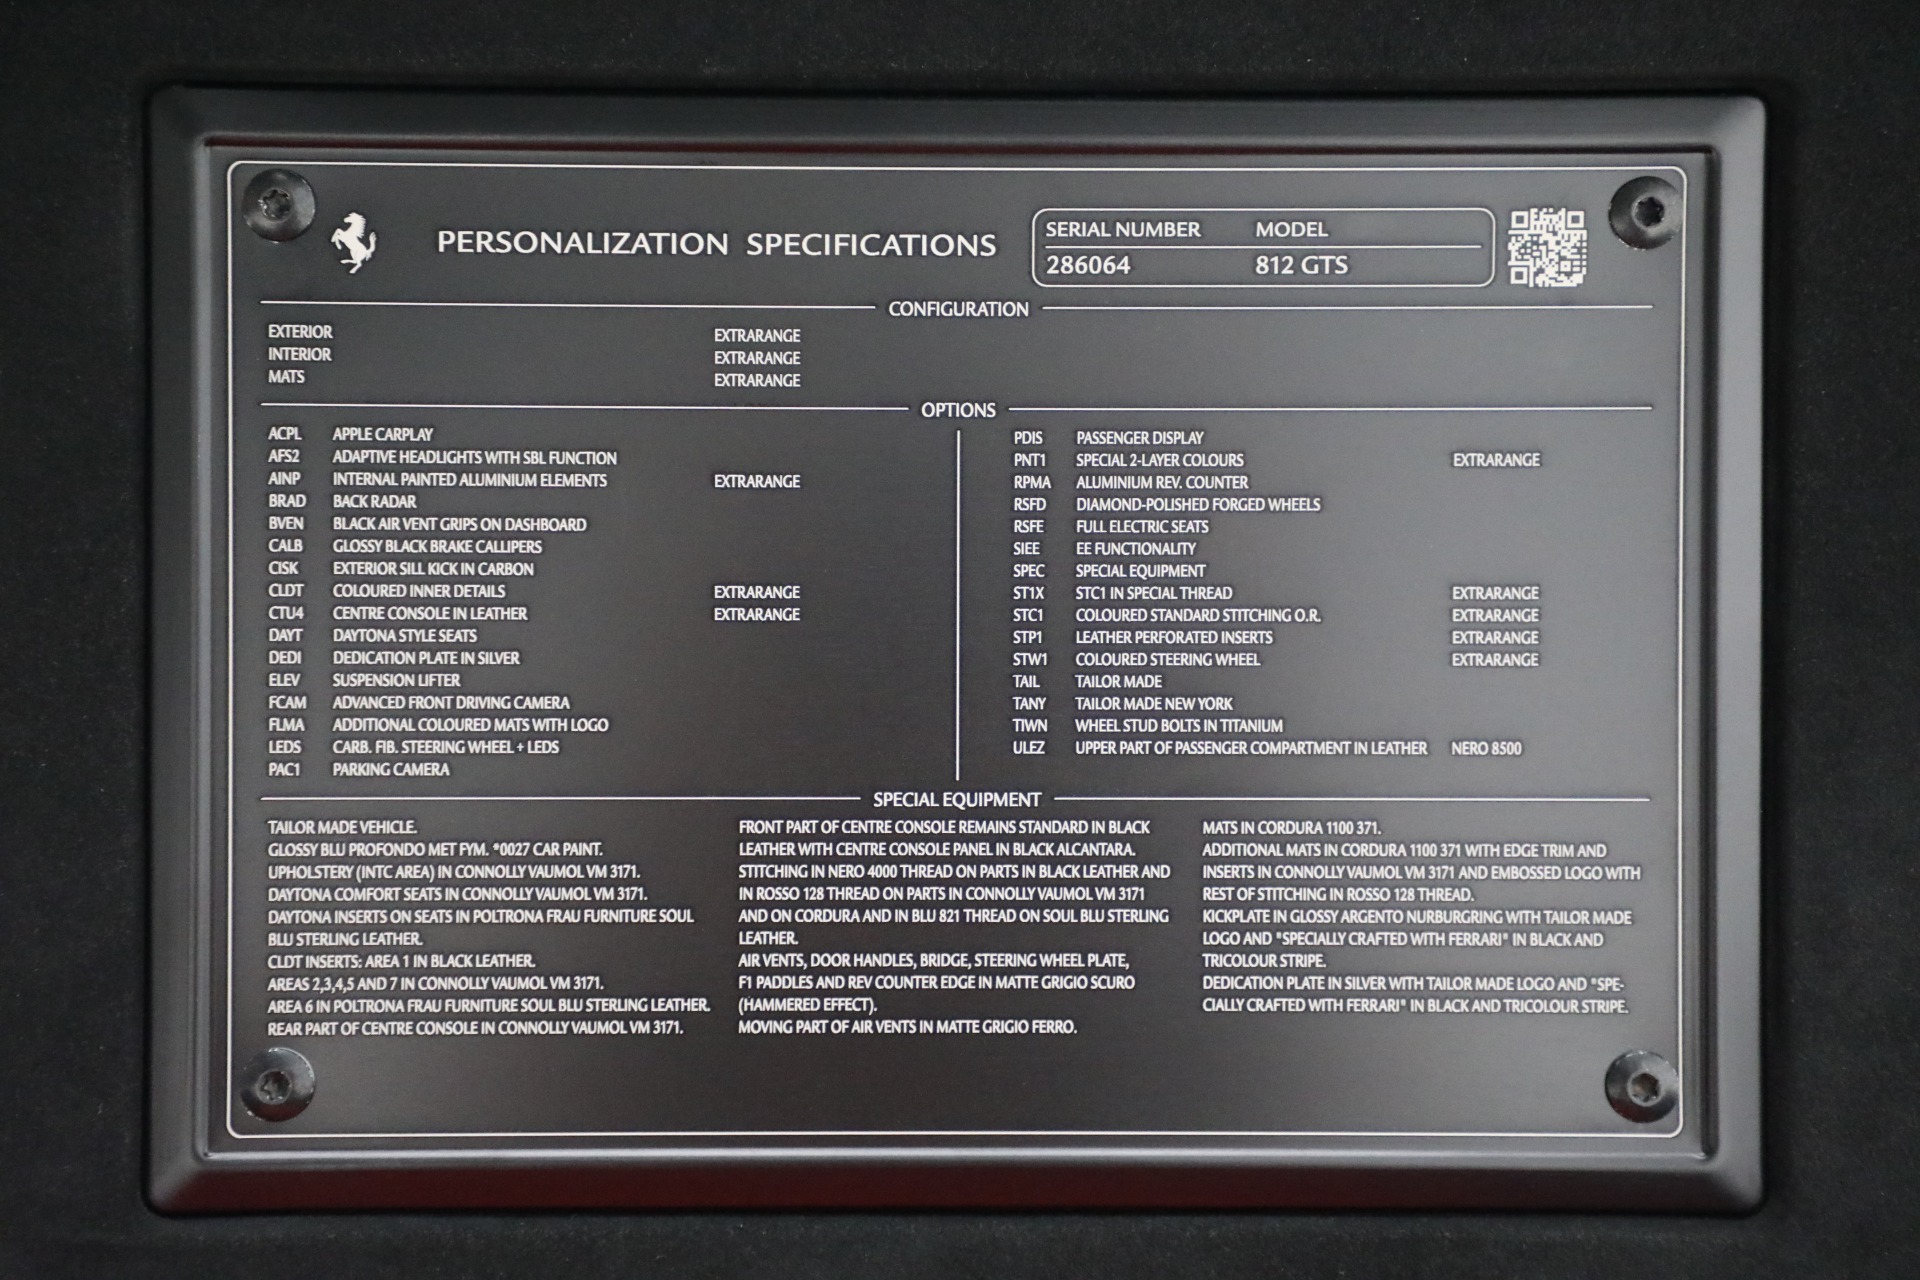 PERSONALIZATION SPECIFICATIONS
SERIAL NUMBER MODEL
286064 812 GTS
CONFIGURATION
EXTERIOR EXTRARANGE
INTERIOR EXTRARANGE
MATS EXTRARANGE
OPTIONS
ACPL APPLE CARPLAY
AFS2 ADAPTIVE HEADLIGHTS WITH SBL FUNCTION
AINP INTERNAL PAINTED ALUMINIUM ELEMENTS EXTRARANGE
BRAD BACK RADAR
BVEN BLACK AIR VENT GRIPS ON DASHBOARD
CALB GLOSSY BLACK BRAKE CALLIPERS
CISK EXTERIOR SILL KICK IN CARBON
CLDT COLOURED INNER DETAILS EXTRARANGE
CTU4 CENTRE CONSOLE IN LEATHER EXTRARANGE
DAYT DAYTONA STYLE SEATS
DEDI DEDICATION PLATE IN SILVER
ELEV SUSPENSION LIFTER
FCAM ADVANCED FRONT DRIVING CAMERA
FLMA ADDITIONAL COLOURED MATS WITH LOGO
LEDS CARB. FIB. STEERING WHEEL + LEDS
PAC1 PARKING CAMERA
PDIS PASSENGER DISPLAY
PNT1 SPECIAL 2-LAYER COLOURS EXTRARANGE
RPMA ALUMINIUM REV. COUNTER
RSFD DIAMOND-POLISHED FORGED WHEELS
RSFE FULL ELECTRIC SEATS
SIEE EE FUNCTIONALITY
SPEC SPECIAL EQUIPMENT
ST1X STC1 IN SPECIAL THREAD EXTRARANGE
STC1 COLOURED STANDARD STITCHING O.R. EXTRARANGE
STP1 LEATHER PERFORATED INSERTS EXTRARANGE
STW1 COLOURED STEERING WHEEL EXTRARANGE
TAIL TAILOR MADE
TANY TAILOR MADE NEW YORK
TIWN WHEEL STUD BOLTS IN TITANIUM
ULEZ UPPER PART OF PASSENGER COMPARTMENT IN LEATHER NERO 8500
SPECIAL EQUIPMENT
TAILOR MADE VEHICLE.
GLOSSY BLU PROFONDO MET FYM. *0027 CAR PAINT.
UPHOLSTERY (INTC AREA) IN CONNOLLY VAUMOL VM 3171.
DAYTONA COMFORT SEATS IN CONNOLLY VAUMOL VM 3171.
DAYTONA INSERTS ON SEATS IN POLTRONA FRAU FURNITURE SOUL
BLU STERLING LEATHER.
CLDT INSERTS: AREA 1 IN BLACK LEATHER.
AREAS 2,3,4,5 AND 7 IN CONNOLLY VAUMOL VM 3171.
AREA 6 IN POLTRONA FRAU FURNITURE SOUL BLU STERLING LEATHER.
REAR PART OF CENTRE CONSOLE IN CONNOLLY VAUMOL VM 3171.
FRONT PART OF CENTRE CONSOLE REMAINS STANDARD IN BLACK
LEATHER WITH CENTRE CONSOLE PANEL IN BLACK ALCANTARA.
STITCHING IN NERO 4000 THREAD ON PARTS IN BLACK LEATHER AND
IN ROSSO 128 THREAD ON PARTS IN CONNOLLY VAUMOL VM 3171
AND ON CORDURA AND IN BLU 821 THREAD ON SOUL BLU STERLING
LEATHER.
AIR VENTS, DOOR HANDLES, BRIDGE, STEERING WHEEL PLATE,
F1 PADDLES AND REV COUNTER EDGE IN MATTE GRIGIO SCURO
(HAMMERED EFFECT).
MOVING PART OF AIR VENTS IN MATTE GRIGIO FERRO.
MATS IN CORDURA 1100 371.
ADDITIONAL MATS IN CORDURA 1100 371 WITH EDGE TRIM AND
INSERTS IN CONNOLLY VAUMOL VM 3171 AND EMBOSSED LOGO WITH
REST OF STITCHING IN ROSSO 128 THREAD.
KICKPLATE IN GLOSSY ARGENTO NURBURGRING WITH TAILOR MADE
LOGO AND "SPECIALLY CRAFTED WITH FERRARI" IN BLACK AND
TRICOLOUR STRIPE.
DEDICATION PLATE IN SILVER WITH TAILOR MADE LOGO AND "SPE-
CIALLY CRAFTED WITH FERRARI" IN BLACK AND TRICOLOUR STRIPE.